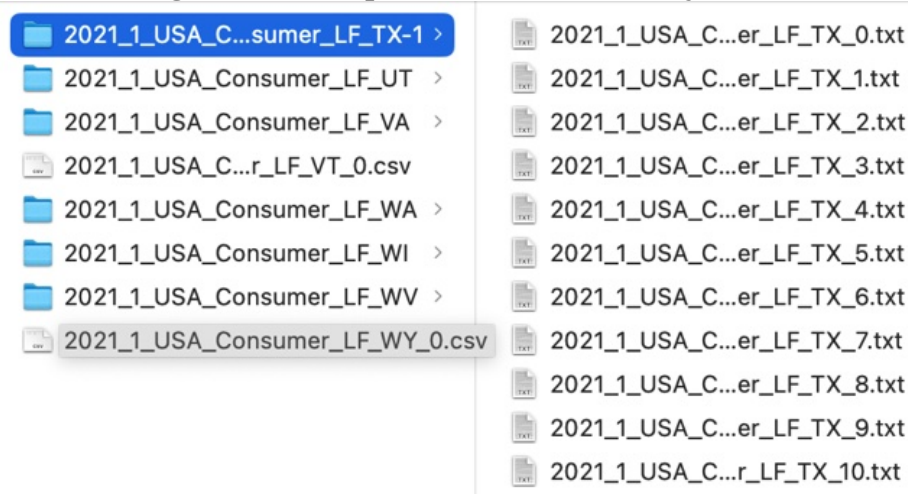 2021_1_USA_C...sumer_LF_TX-1
2021_1_USA_Consumer_LF_UT
2021_1_USA_Consumer_LF_VA
2021_1_USA_C...r_LF_VT_0.csv
2021_1_USA_Consumer_LF_WA
2021_1_USA_Consumer_LF_WI
2021_1_USA_Consumer_LF_WV
2021_1_USA_Consumer_LF_WY_0.csv
2021_1_USA_C...er_LF_TX_0.txt
2021_1_USA_C...er_LF_TX_1.txt
2021_1_USA_C...er_LF_TX_2.txt
2021_1_USA_C...er_LF_TX_3.txt
2021_1_USA_C...er_LF_TX_4.txt
2021_1_USA_C...er_LF_TX_5.txt
2021_1_USA_C...er_LF_TX_6.txt
2021_1_USA_C...er_LF_TX_7.txt
2021_1_USA_C...er_LF_TX_8.txt
2021_1_USA_C...er_LF_TX_9.txt
2021_1_USA_C...r_LF_TX_10.txt